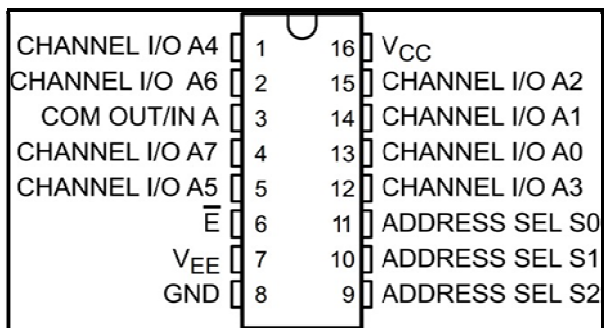 CHANNEL I/O A4 1 16 VCC
CHANNEL I/O A6 2 15 CHANNEL I/O A2
COM OUT/IN A 3 14 CHANNEL I/O A1
CHANNEL I/O A7 4 13 CHANNEL I/O A0
CHANNEL I/O A5 5 12 CHANNEL I/O A3
E̅ 6 11 ADDRESS SEL S0
VEE 7 10 ADDRESS SEL S1
GND 8 9 ADDRESS SEL S2